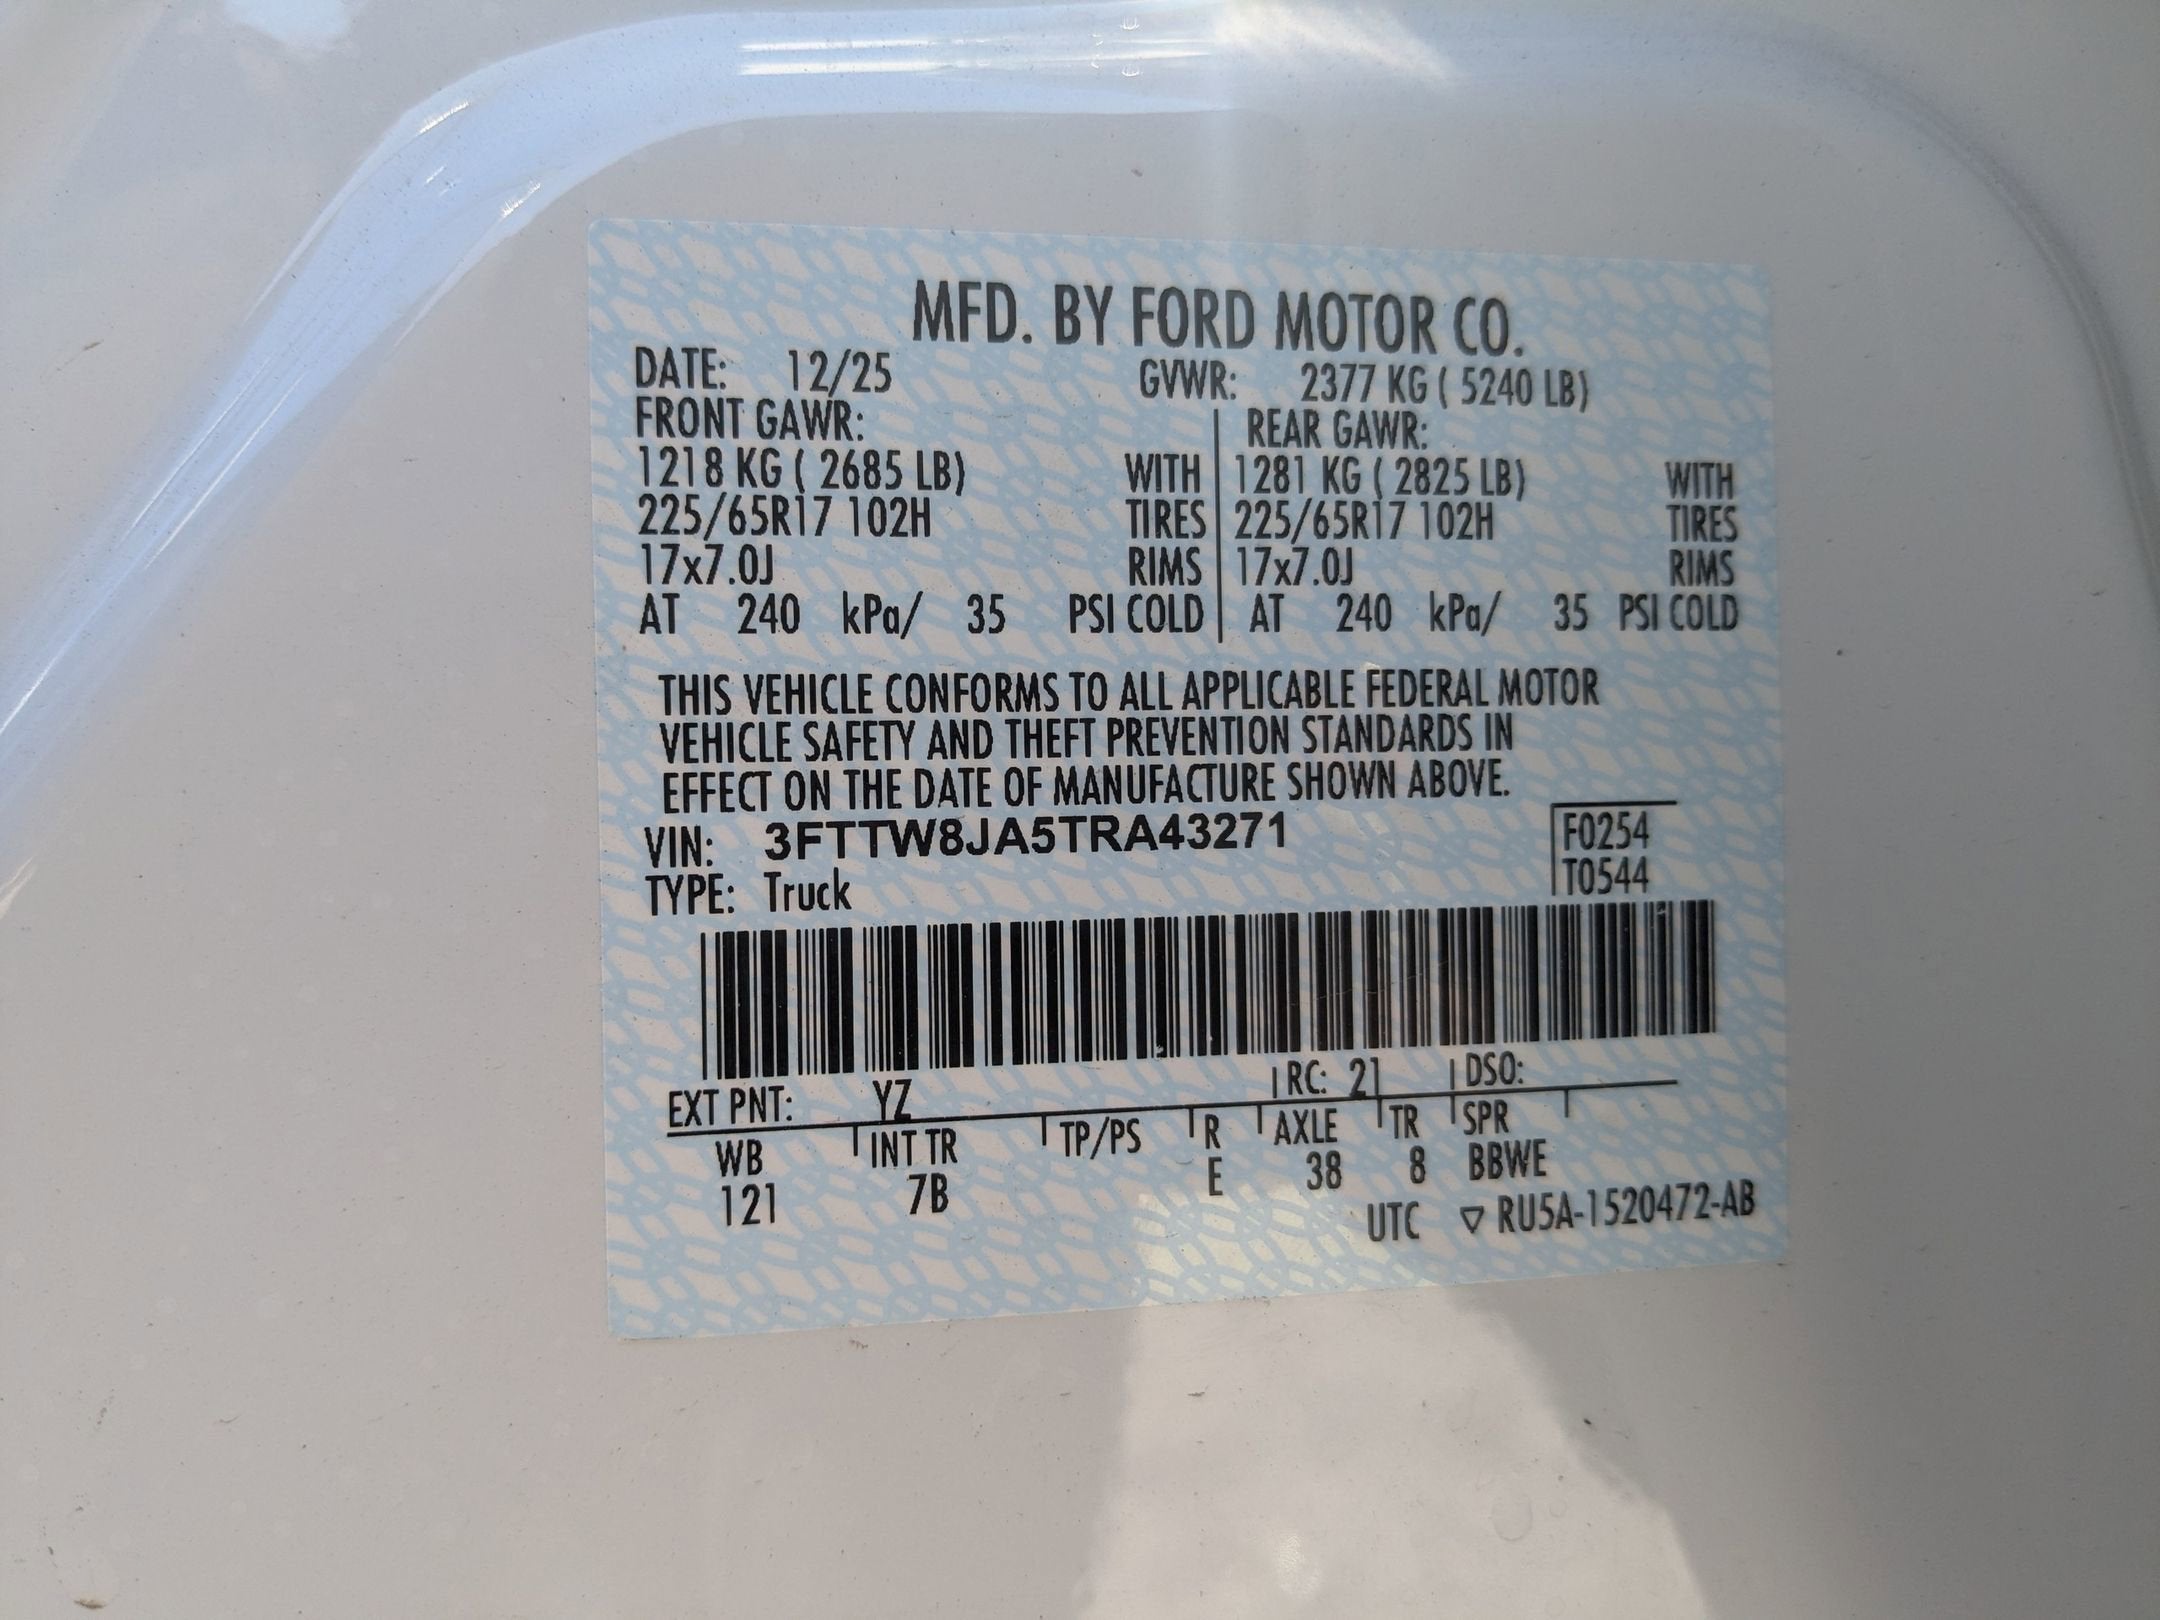 MFD. BY FORD MOTOR CO.
DATE: 12/25 GVWR: 2377 KG ( 5240 LB)
FRONT GAWR: REAR GAWR:
1218 KG ( 2685 LB) WITH 1281 KG ( 2825 LB) WITH
225/65R17 102H TIRES 225/65R17 102H TIRES
17x7.0J RIMS 17x7.0J RIMS
AT 240 kPa/ 35 PSI COLD AT 240 kPa/ 35 PSI COLD
THIS VEHICLE CONFORMS TO ALL APPLICABLE FEDERAL MOTOR
VEHICLE SAFETY AND THEFT PREVENTION STANDARDS IN
EFFECT ON THE DATE OF MANUFACTURE SHOWN ABOVE.
VIN: 3FTTW8JA5TRA43271 F0254
TYPE: Truck T0544
EXT PNT: YZ RC: 21 DSO:
WB INT TR TP/PS R AXLE TR SPR
121 7B E 38 8 BBWE
UTC ▽ RU5A-1520472-AB